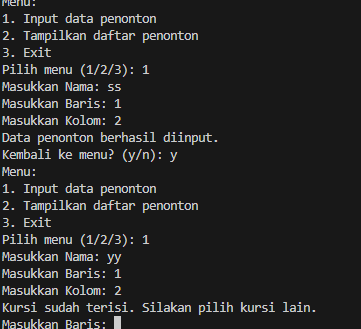 Menu:
1. Input data penonton
2. Tampilkan daftar penonton
3. Exit
Pilih menu (1/2/3): 1
Masukkan Nama: ss
Masukkan Baris: 1
Masukkan Kolom: 2
Data penonton berhasil diinput.
Kembali ke menu? (y/n): y
Menu:
1. Input data penonton
2. Tampilkan daftar penonton
3. Exit
Pilih menu (1/2/3): 1
Masukkan Nama: yy
Masukkan Baris: 1
Masukkan Kolom: 2
Kursi sudah terisi. Silakan pilih kursi lain.
Masukkan Baris: